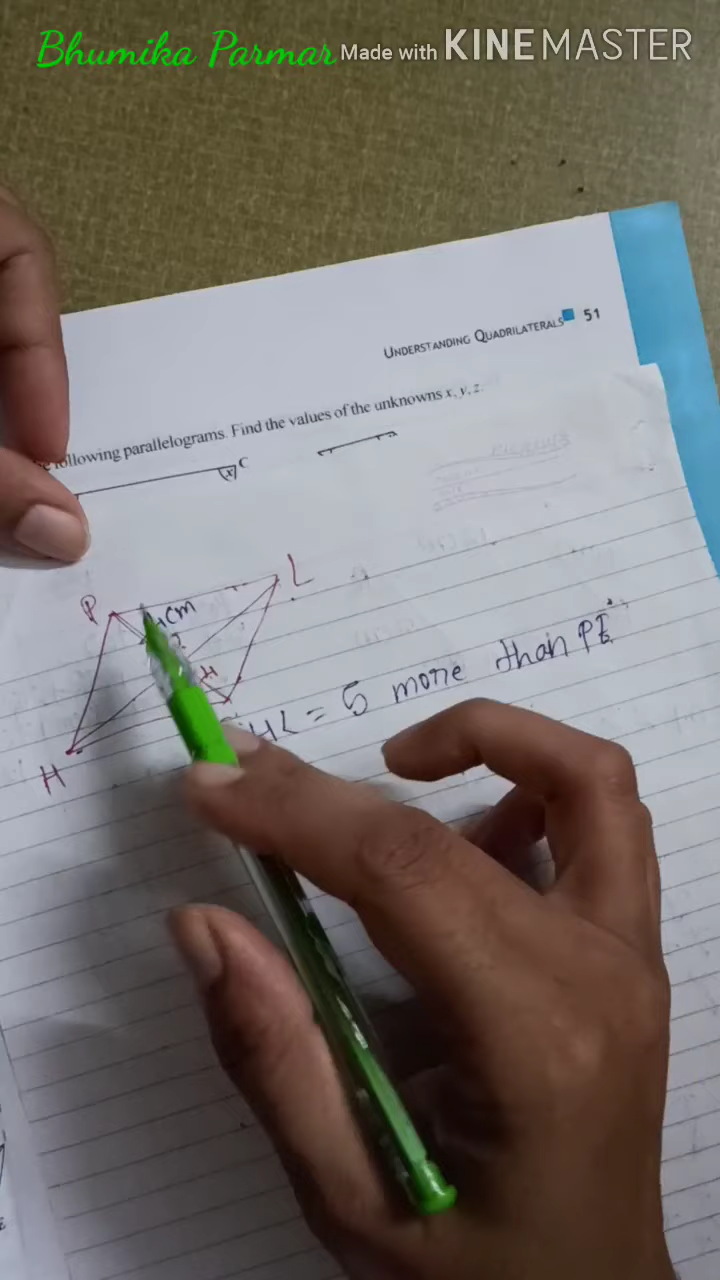 Bhumika Parmar Made with KINEMASTER
UNDERSTANDING QUADRILATERALS 51
following parallelograms. Find the values of the unknowns x, y, z.
x C
P L
4cm
H
H
HL = 5 more than PE